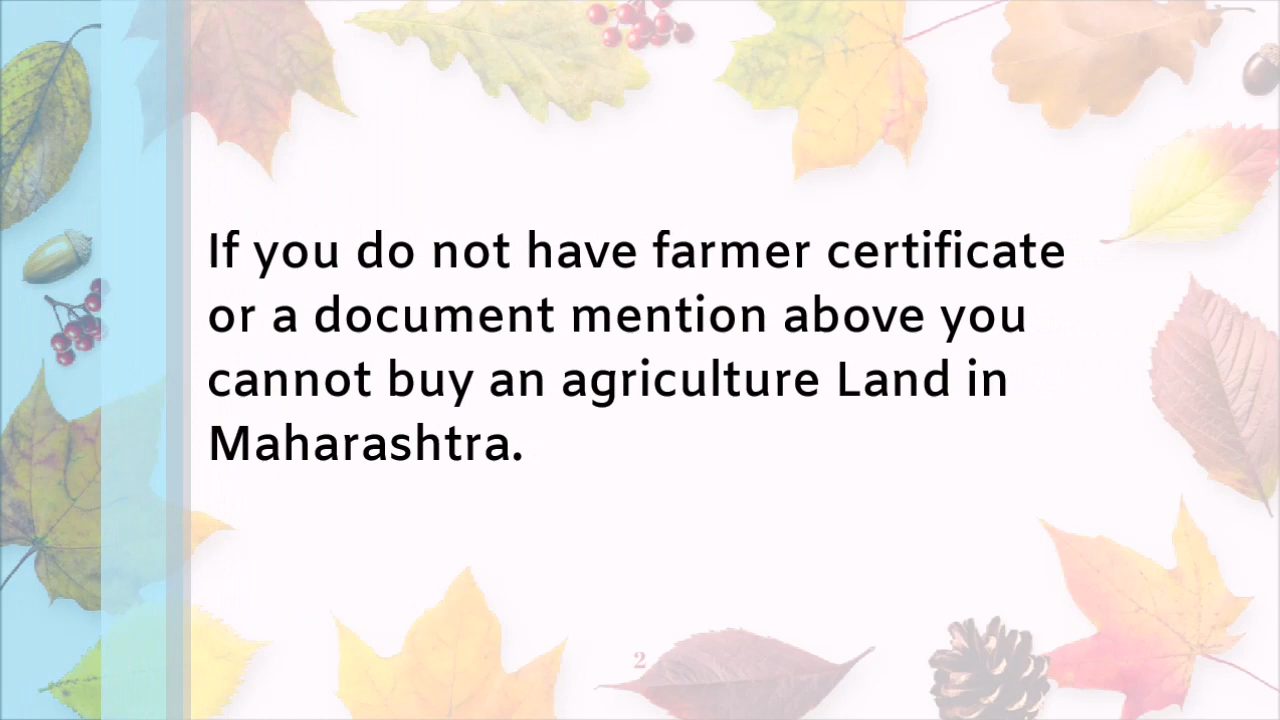 If you do not have farmer certificate
or a document mention above you
cannot buy an agriculture Land in
Maharashtra.
2